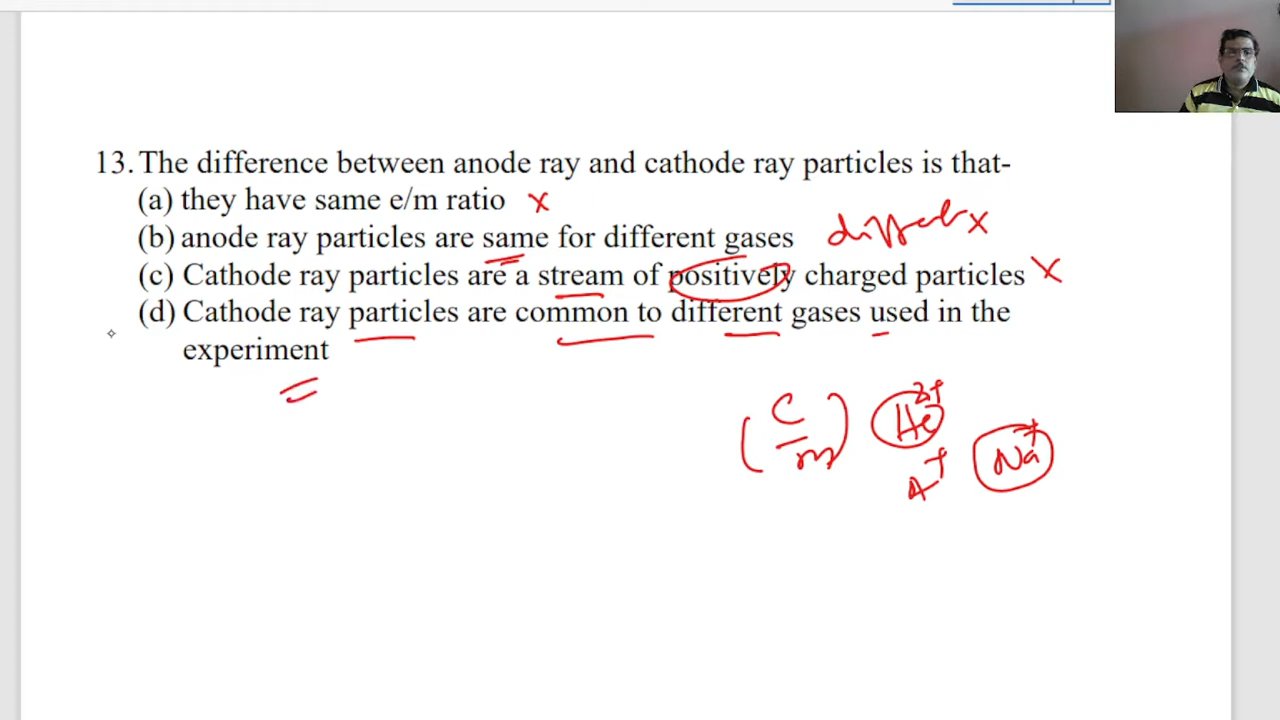 13. The difference between anode ray and cathode ray particles is that-
(a) they have same e/m ratio x
(b) anode ray particles are same for different gases different x
(c) Cathode ray particles are a stream of positively charged particles x
(d) Cathode ray particles are common to different gases used in the
experiment
(e/m) He2+
A+ Na+